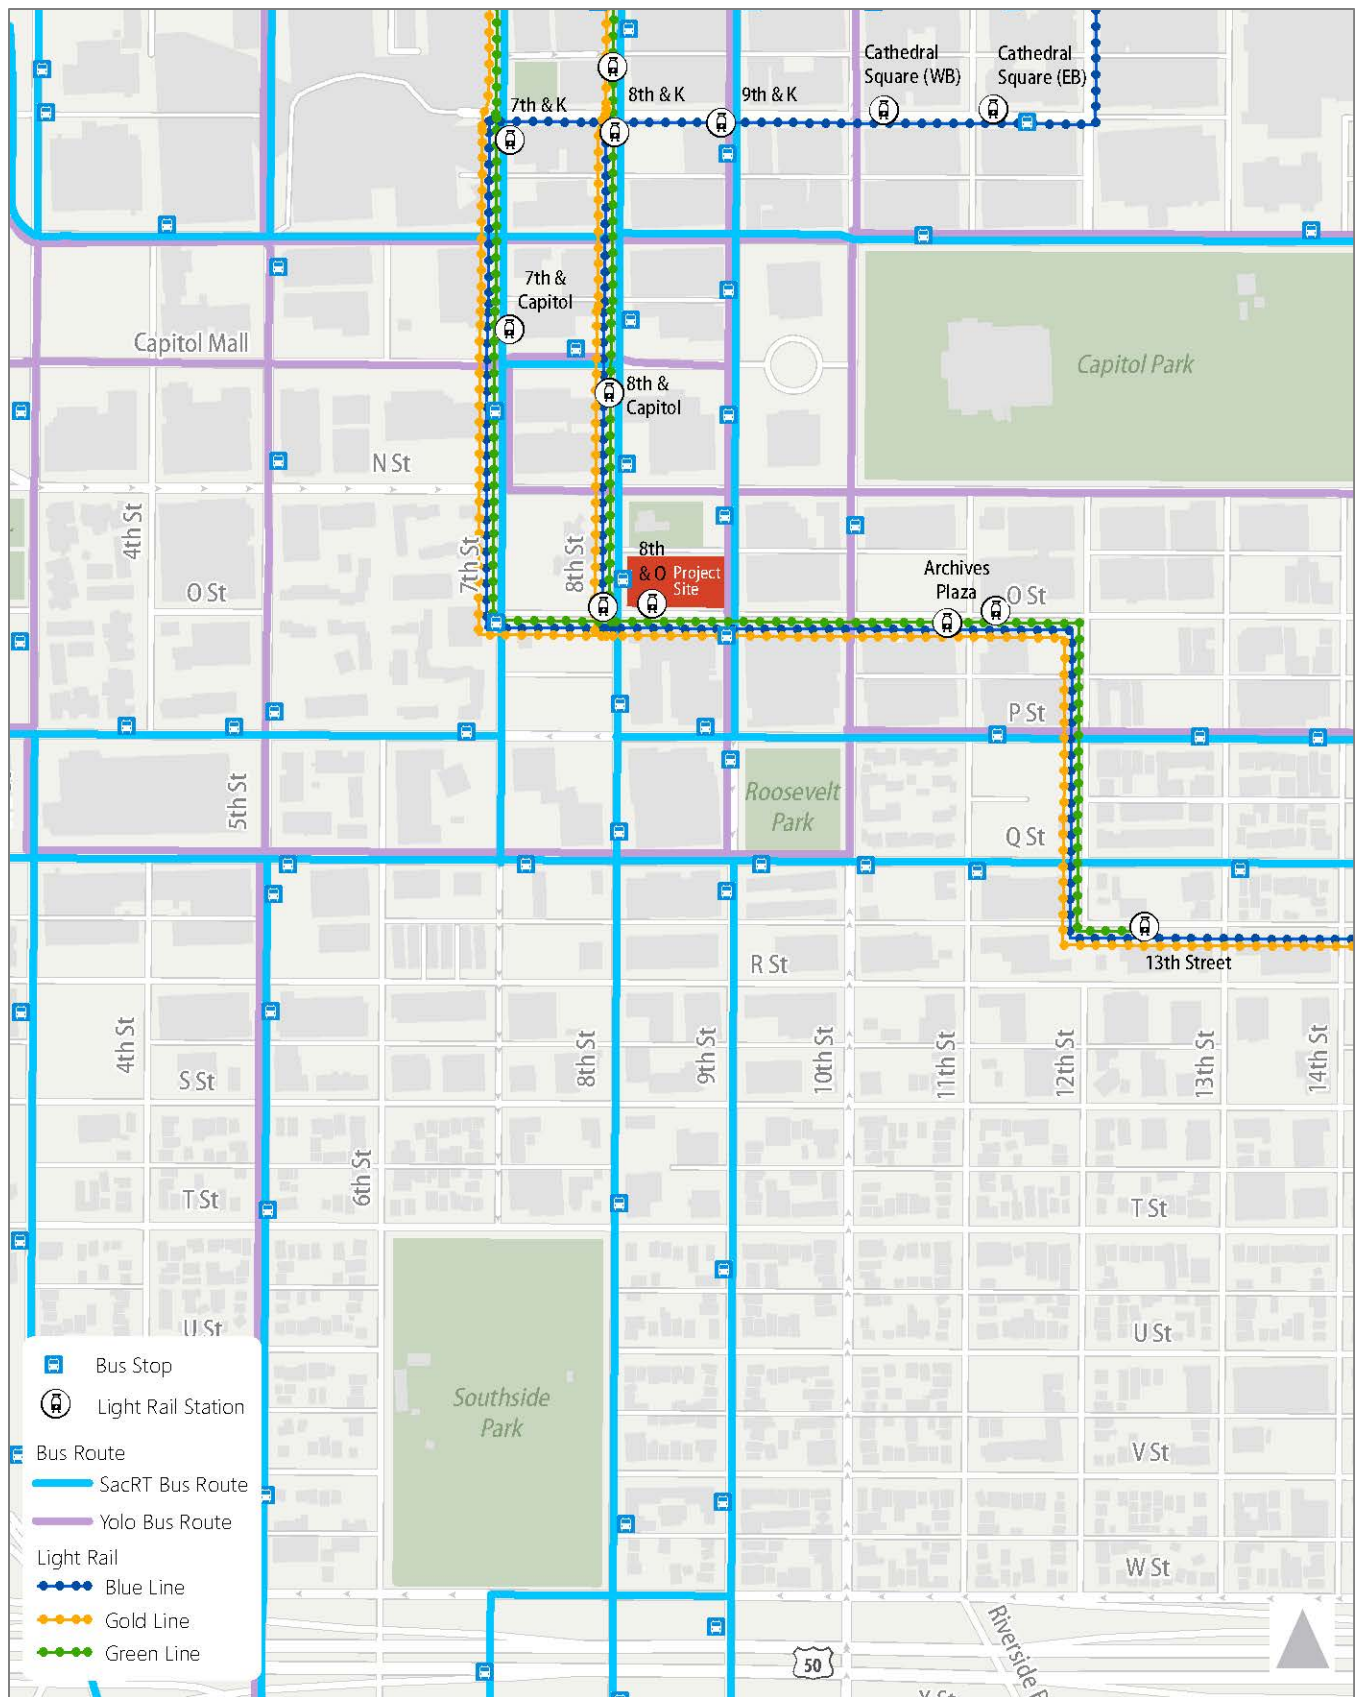 Cathedral
Square (WB)
Cathedral
Square (EB)
7th & K
8th & K
9th & K
7th &
Capitol
Capitol Mall
Capitol Park
8th &
Capitol
N St
4th St
7th St
8th St
8th
& O
Project
Site
Archives
Plaza
O St
O St
P St
5th St
Roosevelt
Park
Q St
R St
13th Street
4th St
S St
8th St
9th St
10th St
11th St
12th St
13th St
14th St
6th St
T St
T St
U St
U St
Southside
Park
V St
W St
Riverside
50
Bus Stop
Light Rail Station
Bus Route
SacRT Bus Route
Yolo Bus Route
Light Rail
Blue Line
Gold Line
Green Line